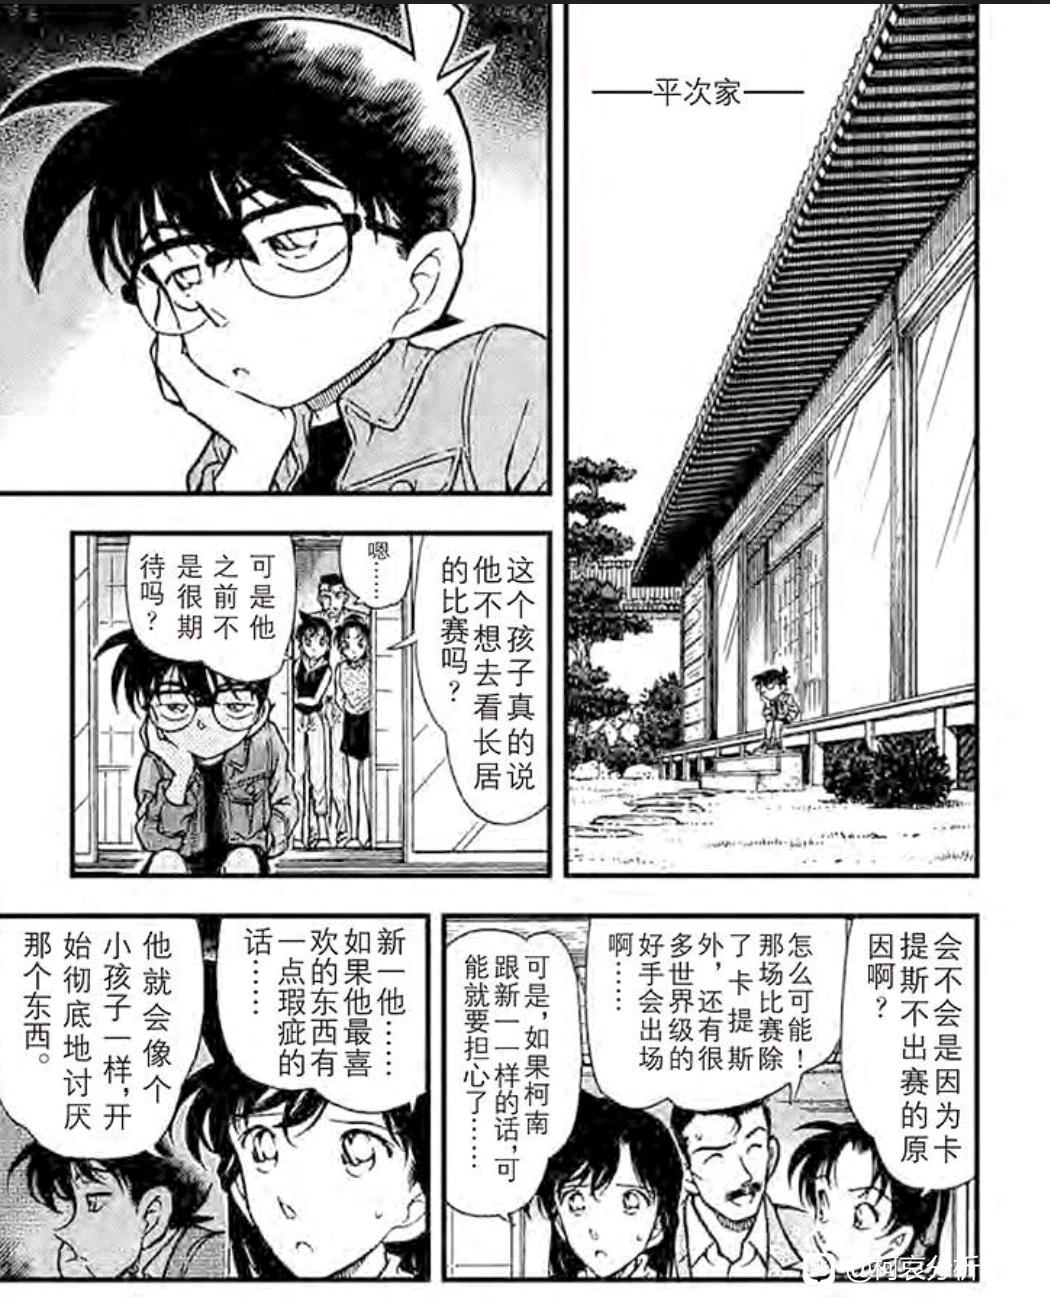 ——平次家——
这个孩子真的说
他不想去看长居
的比赛吗？
嗯……
可是他
之前不
是很期
待吗？
会不会是因为卡
提斯不出赛的原
因啊？
怎么可能！
那场比赛除
了卡提斯
外，还有很
多世界级的
好手会出场
啊……
可是，如果柯南
跟新一一样的话，可
能就要担心了……
新一他……
如果他最喜
欢的东西有
一点瑕疵的
话……
他就会像个
小孩子一样，开
始彻底地讨厌
那个东西。
@柯哀分析